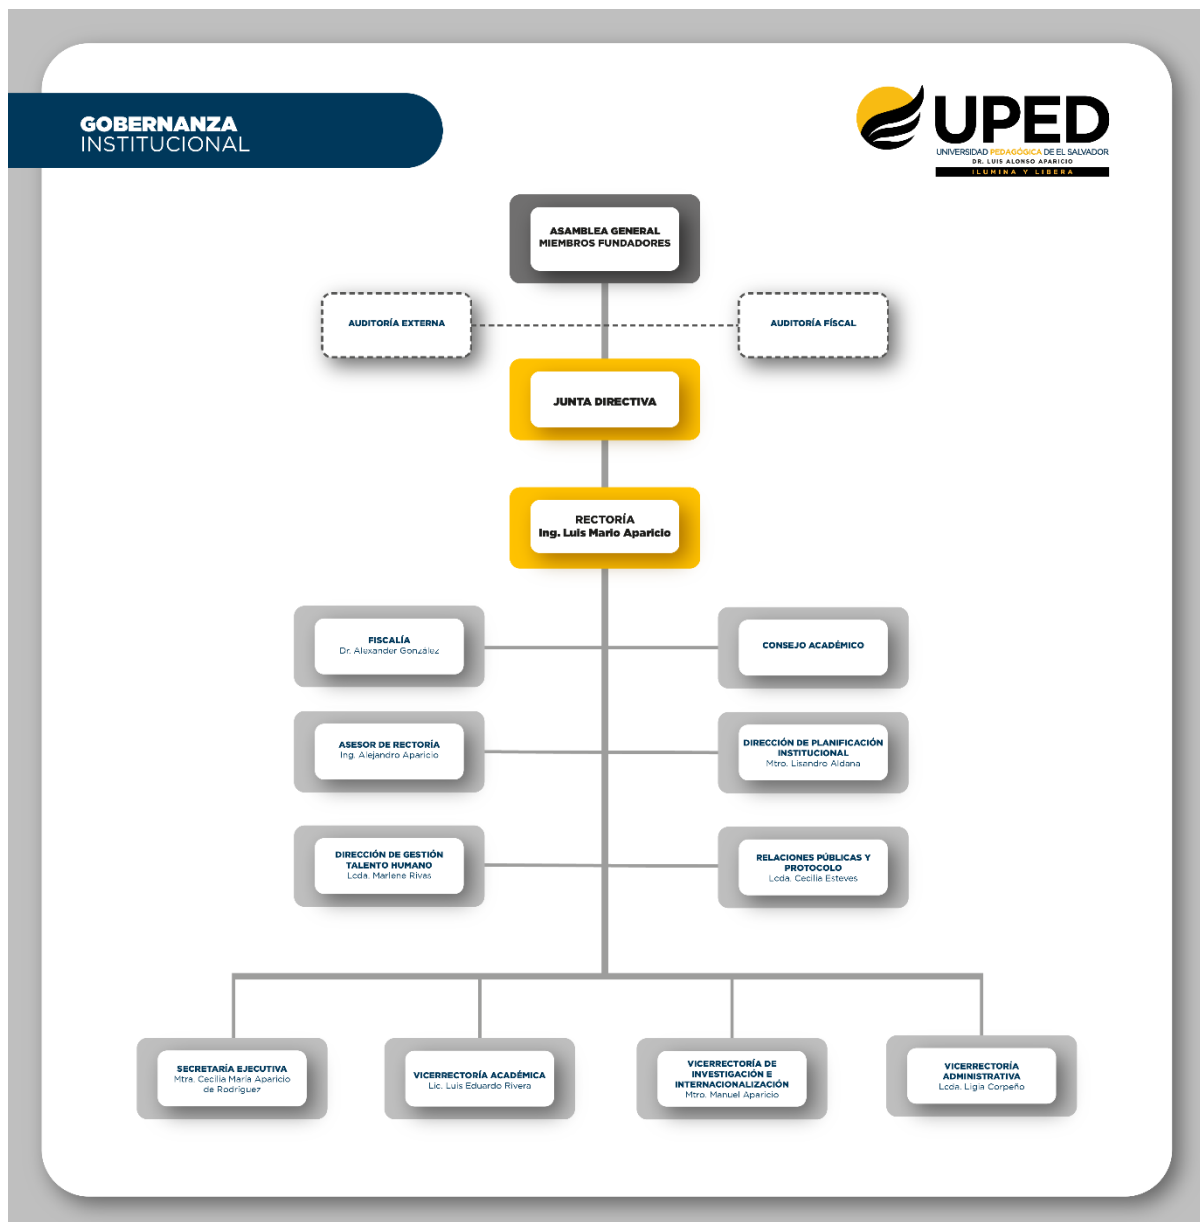 GOBERNANZA
INSTITUCIONAL
UPED
UNIVERSIDAD PEDAGÓGICA DE EL SALVADOR
DR. LUIS ALONSO APARICIO
ILUMINA Y LIBERA
ASAMBLEA GENERAL
MIEMBROS FUNDADORES
AUDITORÍA EXTERNA
AUDITORÍA FÍSCAL
JUNTA DIRECTIVA
RECTORÍA
Ing. Luis Mario Aparicio
FISCALÍA
Dr. Alexander González
CONSEJO ACADÉMICO
ASESOR DE RECTORÍA
Ing. Alejandro Aparicio
DIRECCIÓN DE PLANIFICACIÓN
INSTITUCIONAL
Mtro. Lisandro Aldana
DIRECCIÓN DE GESTIÓN
TALENTO HUMANO
Lcda. Marlene Rivas
RELACIONES PÚBLICAS Y
PROTOCOLO
Lcda. Cecilia Esteves
SECRETARÍA EJECUTIVA
Mtra. Cecilia María Aparicio
de Rodríguez
VICERRECTORÍA ACADÉMICA
Lic. Luis Eduardo Rivera
VICERRECTORÍA DE
INVESTIGACIÓN E
INTERNACIONALIZACIÓN
Mtro. Manuel Aparicio
VICERRECTORÍA
ADMINISTRATIVA
Lcda. Ligia Corpeño